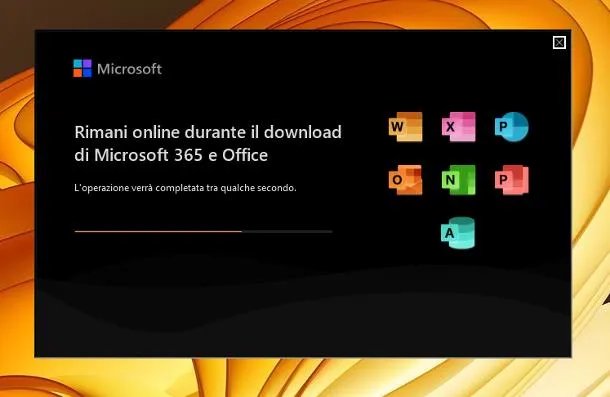 Microsoft
Rimani online durante il download
di Microsoft 365 e Office
L'operazione verrà completata tra qualche secondo.
W
X
P
O
N
P
A